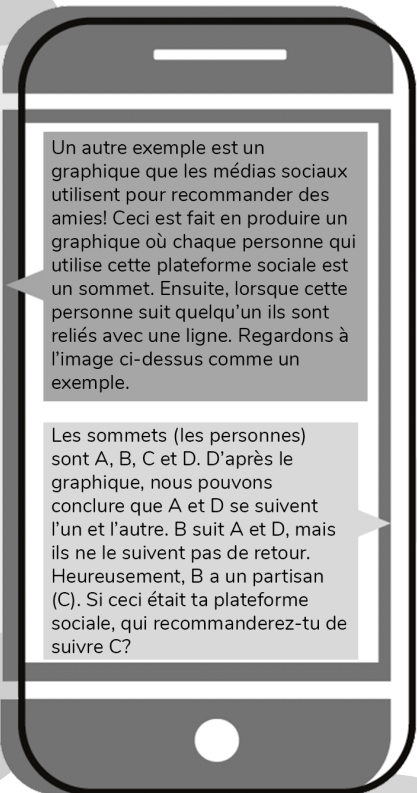 Un autre exemple est un
graphique que les médias sociaux
utilisent pour recommander des
amies! Ceci est fait en produire un
graphique où chaque personne qui
utilise cette plateforme sociale est
un sommet. Ensuite, lorsque cette
personne suit quelqu'un ils sont
reliés avec une ligne. Regardons à
l'image ci-dessus comme un
exemple.
Les sommets (les personnes)
sont A, B, C et D. D'après le
graphique, nous pouvons
conclure que A et D se suivent
l'un et l'autre. B suit A et D, mais
ils ne le suivent pas de retour.
Heureusement, B a un partisan
(C). Si ceci était ta plateforme
sociale, qui recommanderez-tu de
suivre C?